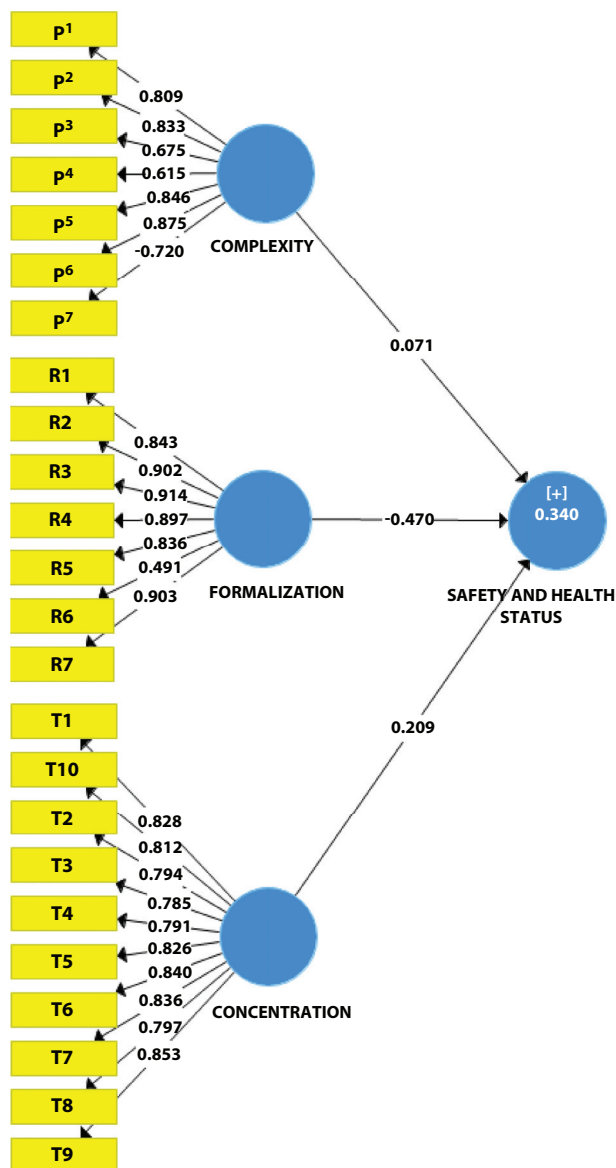 P¹
P²
P³
P⁴
P⁵
P⁶
P⁷
0.809
0.833
0.675
0.615
0.846
0.875
-0.720
COMPLEXITY
0.071
R1
R2
R3
R4
R5
R6
R7
0.843
0.902
0.914
0.897
0.836
0.491
0.903
FORMALIZATION
-0.470
[+]
0.340
SAFETY AND HEALTH
STATUS
T1
T10
T2
T3
T4
T5
T6
T7
T8
T9
0.828
0.812
0.794
0.785
0.791
0.826
0.840
0.836
0.797
0.853
CONCENTRATION
0.209